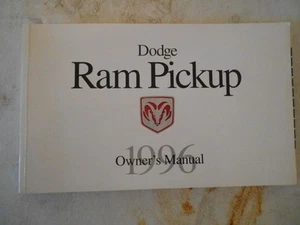 Dodge
Ram Pickup
1996
Owner's Manual